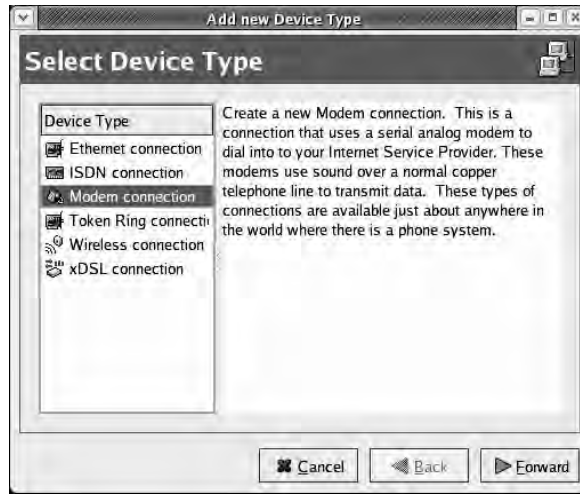 Add new Device Type
Select Device Type
Device Type
Ethernet connection
ISDN connection
Modem connection
Token Ring connecti
Wireless connection
xDSL connection
Create a new Modem connection. This is a
connection that uses a serial analog modem to
dial into to your Internet Service Provider. These
modems use sound over a normal copper
telephone line to transmit data. These types of
connections are available just about anywhere in
the world where there is a phone system.
Cancel
Back
Forward